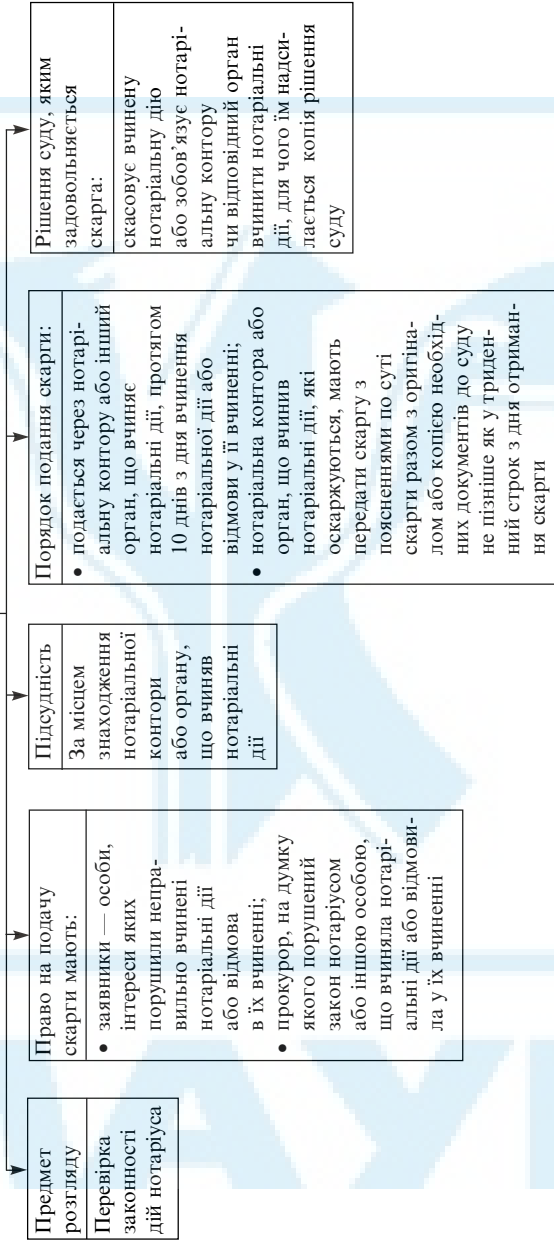 Предмет
розгляду
Перевірка
законності
дій нотаріуса
Право на подачу
скарги мають:
• заявники — особи,
інтереси яких
порушили непра-
вильно вчинені
нотаріальні дії
або відмова
в їх вчиненні;
• прокурор, на думку
якого порушений
закон нотаріусом
або іншою особою,
що вчиняла нотарі-
альні дії або відмови-
ла у їх вчиненні
Підсудність
За місцем
знаходження
нотаріальної
контори
або органу,
що вчиняв
нотаріальні
дії
Порядок подання скарги:
• подається через нотарі-
альну контору або інший
орган, що вчиняє
нотаріальні дії, протягом
10 днів з дня вчинення
нотаріальної дії або
відмови у її вчиненні;
• нотаріальна контора або
орган, що вчинив
нотаріальні дії, які
оскаржуються, мають
передати скаргу з
поясненнями по суті
скарги разом з оригіна-
лом або копією необхід-
них документів до суду
не пізніше як у триден-
ний строк з дня отриман-
ня скарги
Рішення суду, яким
задовольняється
скарга:
скасовує вчинену
нотаріальну дію
або зобов'язує нотарі-
альну контору
чи відповідний орган
вчинити нотаріальні
дії, для чого їм надси-
лається копія рішення
суду